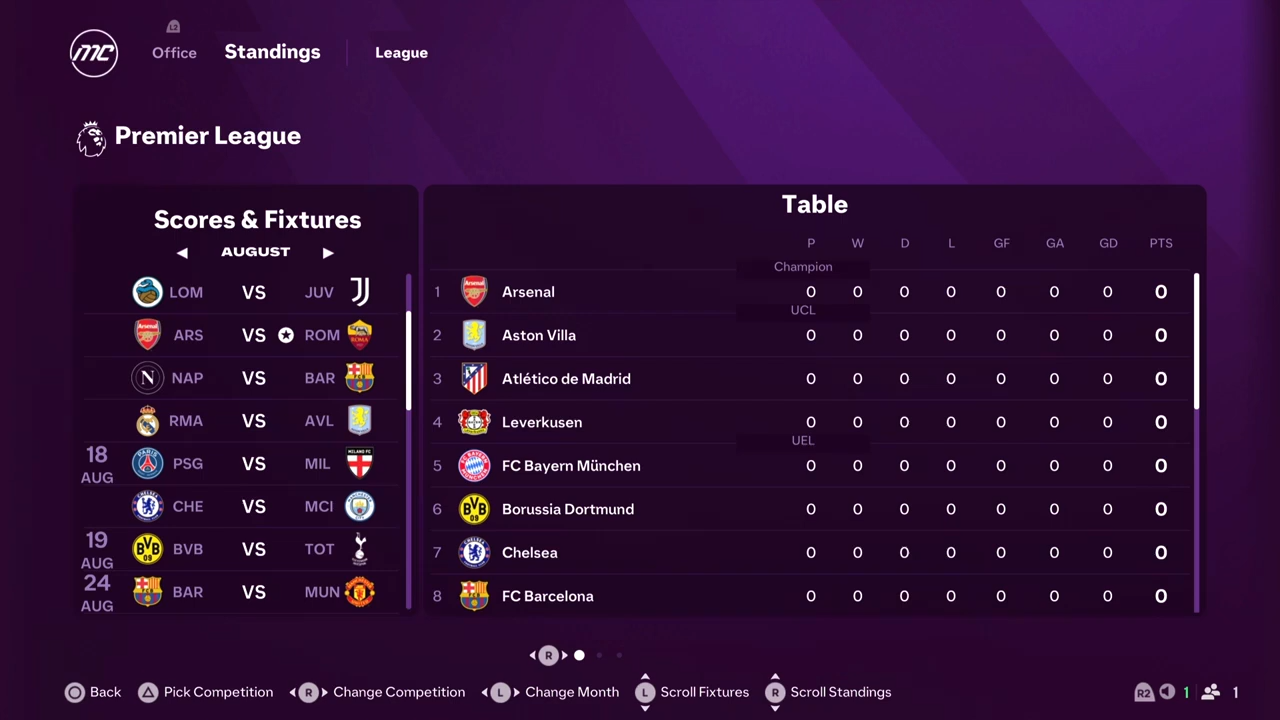 L2
MC
Office Standings League
Premier League
Scores & Fixtures
AUGUST
LOM VS JUV
ARS VS ROM
NAP VS BAR
RMA VS AVL
18 AUG PSG VS MIL
CHE VS MCI
19 AUG BVB VS TOT
24 AUG BAR VS MUN
Table
P W D L GF GA GD PTS
Champion
1 Arsenal 0 0 0 0 0 0 0 0
UCL
2 Aston Villa 0 0 0 0 0 0 0 0
3 Atlético de Madrid 0 0 0 0 0 0 0 0
4 Leverkusen 0 0 0 0 0 0 0 0
UEL
5 FC Bayern München 0 0 0 0 0 0 0 0
6 Borussia Dortmund 0 0 0 0 0 0 0 0
7 Chelsea 0 0 0 0 0 0 0 0
8 FC Barcelona 0 0 0 0 0 0 0 0
R
Back Pick Competition R Change Competition L Change Month L Scroll Fixtures R Scroll Standings R2 1 1